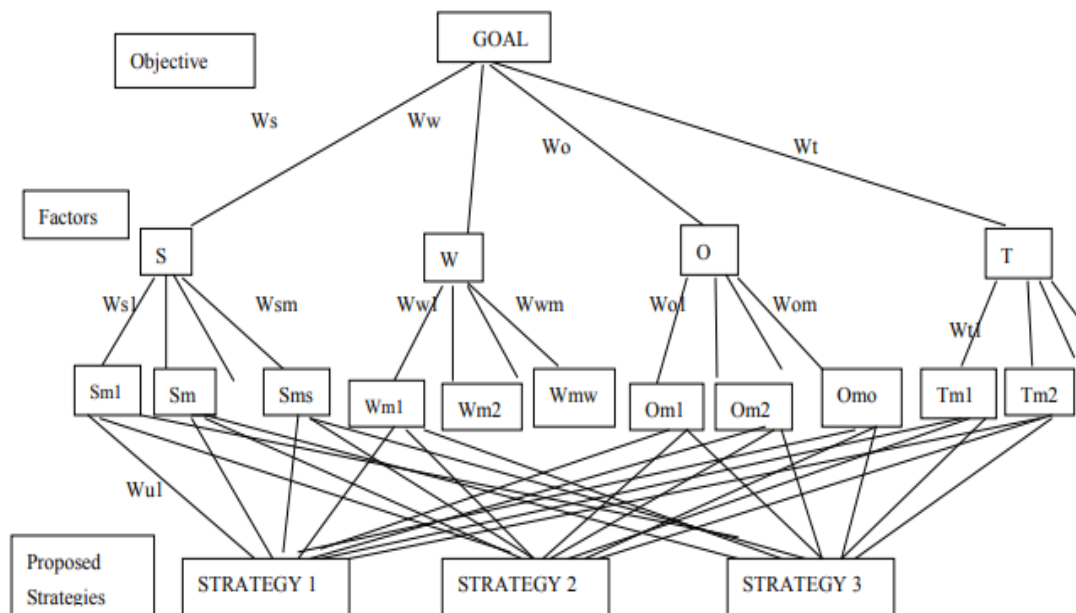 GOAL
Objective
Ws
Ww
Wo
Wt
Factors
S
W
O
T
Ws1
Wsm
Ww1
Wwm
Wo1
Wom
Wt1
Sm1
Sm
Sms
Wm1
Wm2
Wmw
Om1
Om2
Omo
Tm1
Tm2
Wu1
Proposed
Strategies
STRATEGY 1
STRATEGY 2
STRATEGY 3